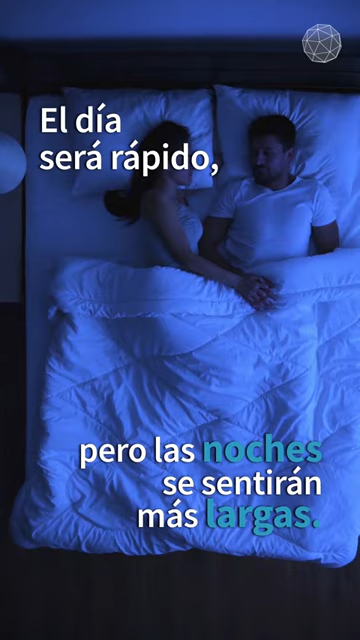 El día
será rápido,
pero las noches
se sentirán
más largas.